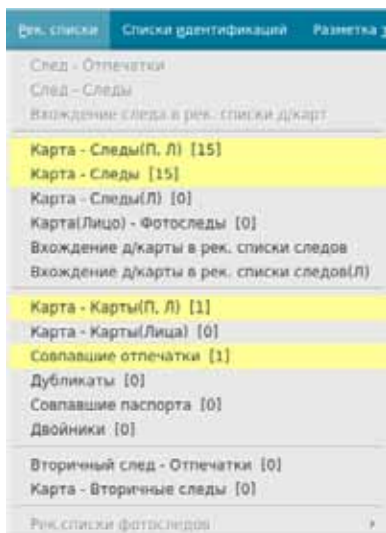 Рек. списки Списки идентификаций Разметка
След - Отпечатки
След - Следы
Вхождение следа в рек. списки д/карт
Карта - Следы(П, Л) [15]
Карта - Следы [15]
Карта - Следы(Л) [0]
Карта(Лицо) - Фотоследы [0]
Вхождение д/карты в рек. списки следов
Вхождение д/карты в рек. списки следов(Л)
Карта - Карты(П, Л) [1]
Карта - Карты(Лица) [0]
Совпавшие отпечатки [1]
Дубликаты [0]
Совпавшие паспорта [0]
Двойники [0]
Вторичный след - Отпечатки [0]
Карта - Вторичные следы [0]
Рек.списки фотоследов